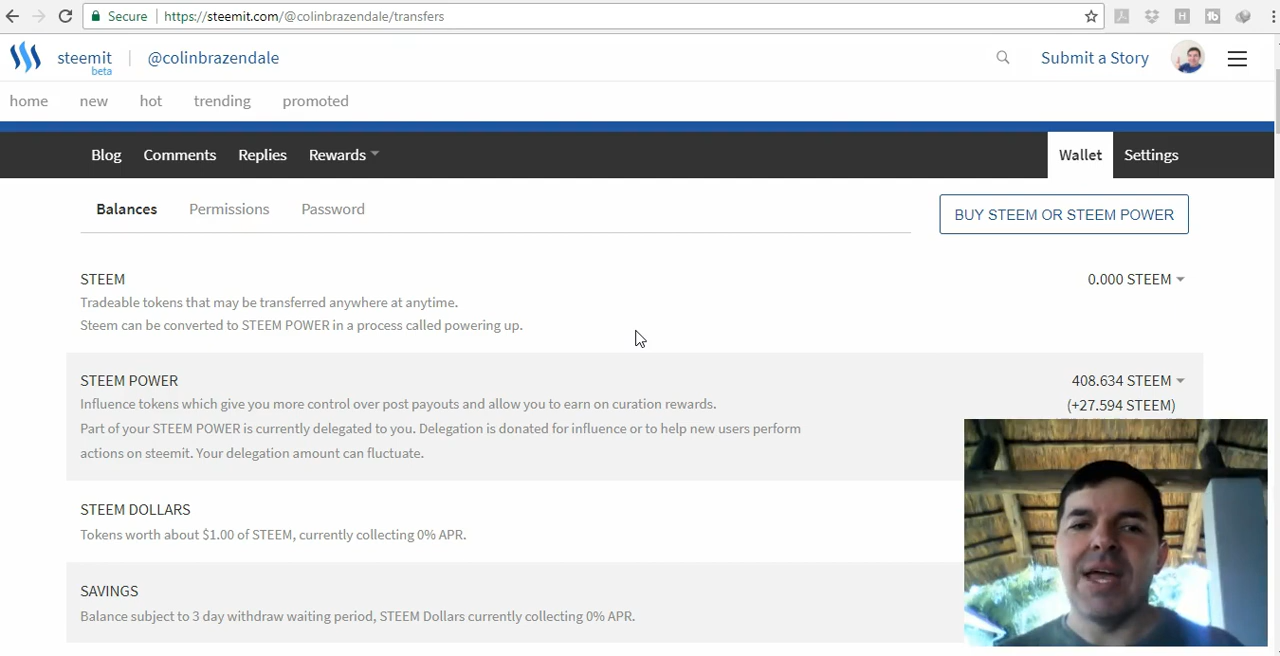 Secure https://steemit.com/@colinbrazendale/transfers
steemit beta @colinbrazendale Submit a Story
home new hot trending promoted
Blog Comments Replies Rewards Wallet Settings
Balances Permissions Password BUY STEEM OR STEEM POWER
STEEM 0.000 STEEM
Tradeable tokens that may be transferred anywhere at anytime.
Steem can be converted to STEEM POWER in a process called powering up.
STEEM POWER 408.634 STEEM
Influence tokens which give you more control over post payouts and allow you to earn on curation rewards. (+27.594 STEEM)
Part of your STEEM POWER is currently delegated to you. Delegation is donated for influence or to help new users perform
actions on steemit. Your delegation amount can fluctuate.
STEEM DOLLARS
Tokens worth about $1.00 of STEEM, currently collecting 0% APR.
SAVINGS
Balance subject to 3 day withdraw waiting period, STEEM Dollars currently collecting 0% APR.